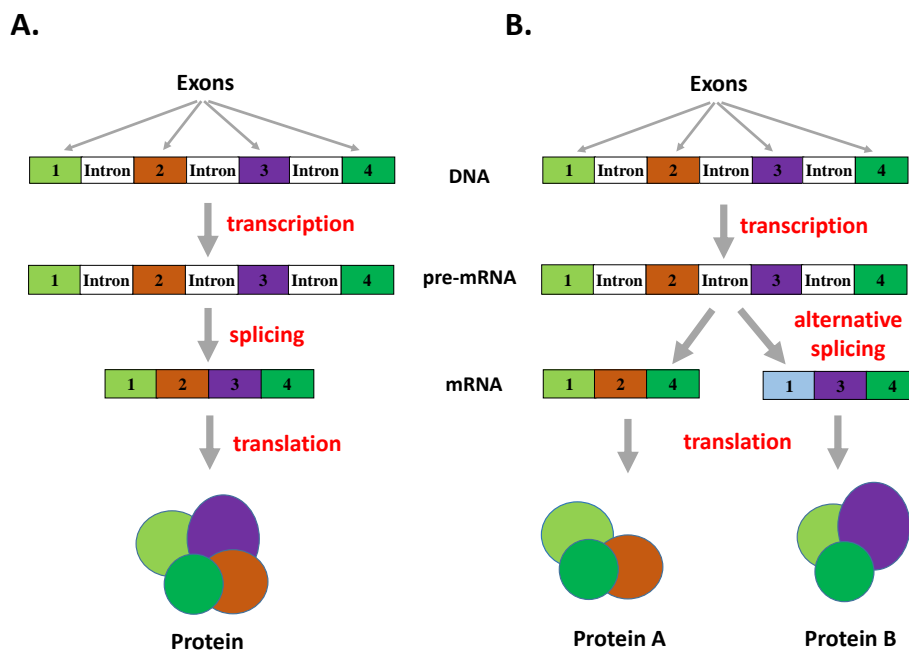 A.
B.
Exons
Exons
1 Intron 2 Intron 3 Intron 4
DNA
1 Intron 2 Intron 3 Intron 4
transcription
transcription
1 Intron 2 Intron 3 Intron 4
pre-mRNA
1 Intron 2 Intron 3 Intron 4
splicing
alternative
splicing
1 2 3 4
mRNA
1 2 4
1 3 4
translation
translation
Protein
Protein A
Protein B